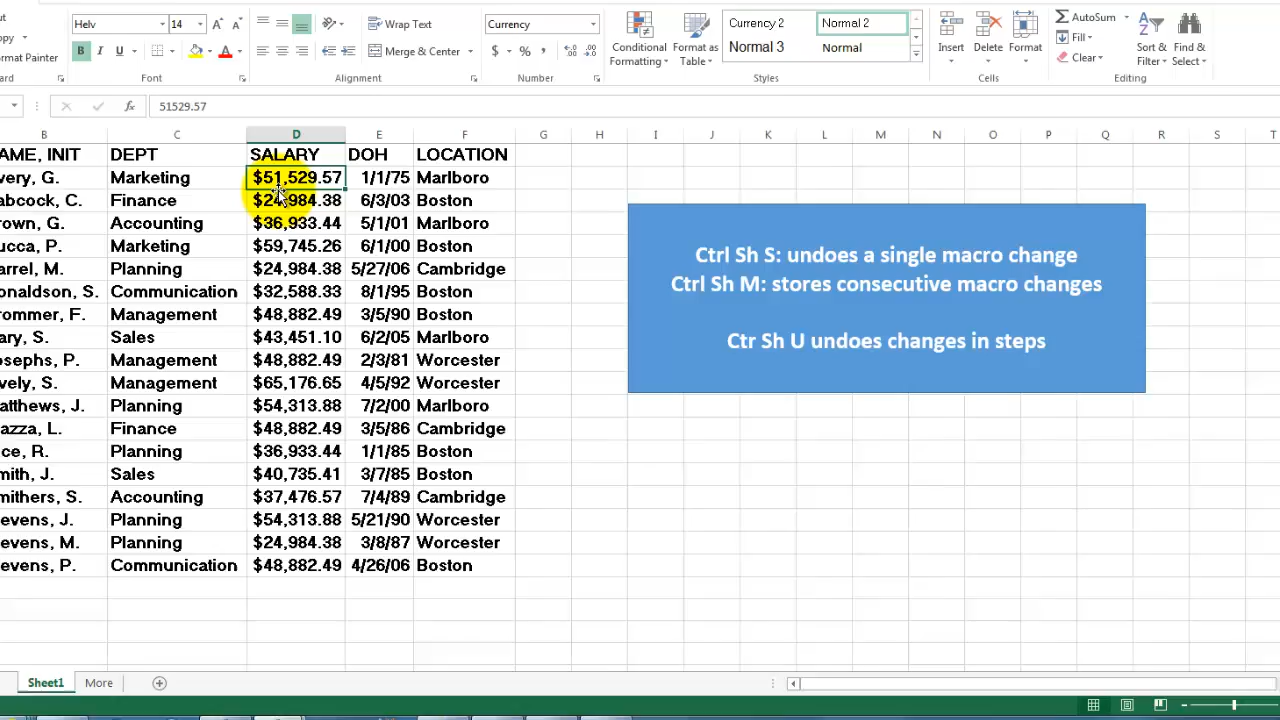 Helv 14 Wrap Text Currency Currency 2 Normal 2 AutoSum
Normal 3 Normal Fill
Merge & Center Conditional Formatting Format as Table Insert Delete Format Clear Sort & Filter Find & Select
Format Painter
Font Alignment Number Styles Cells Editing
fx 51529.57
B C D E F G H I J K L M N O P Q R S T
AME, INIT DEPT SALARY DOH LOCATION
very, G. Marketing $51,529.57 1/1/75 Marlboro
abcock, C. Finance $24,984.38 6/3/03 Boston
rown, G. Accounting $36,933.44 5/1/01 Marlboro
ucca, P. Marketing $59,745.26 6/1/00 Boston
arrel, M. Planning $24,984.38 5/27/06 Cambridge
onaldson, S. Communication $32,588.33 8/1/95 Boston
rommer, F. Management $48,882.49 3/5/90 Boston
ary, S. Sales $43,451.10 6/2/05 Marlboro
osephs, P. Management $48,882.49 2/3/81 Worcester
vely, S. Management $65,176.65 4/5/92 Worcester
atthews, J. Planning $54,313.88 7/2/00 Marlboro
azza, L. Finance $48,882.49 3/5/86 Cambridge
ce, R. Planning $36,933.44 1/1/85 Boston
mith, J. Sales $40,735.41 3/7/85 Boston
mithers, S. Accounting $37,476.57 7/4/89 Cambridge
evens, J. Planning $54,313.88 5/21/90 Worcester
evens, M. Planning $24,984.38 3/8/87 Worcester
evens, P. Communication $48,882.49 4/26/06 Boston
Ctrl Sh S: undoes a single macro change
Ctrl Sh M: stores consecutive macro changes
Ctr Sh U undoes changes in steps
Sheet1 More